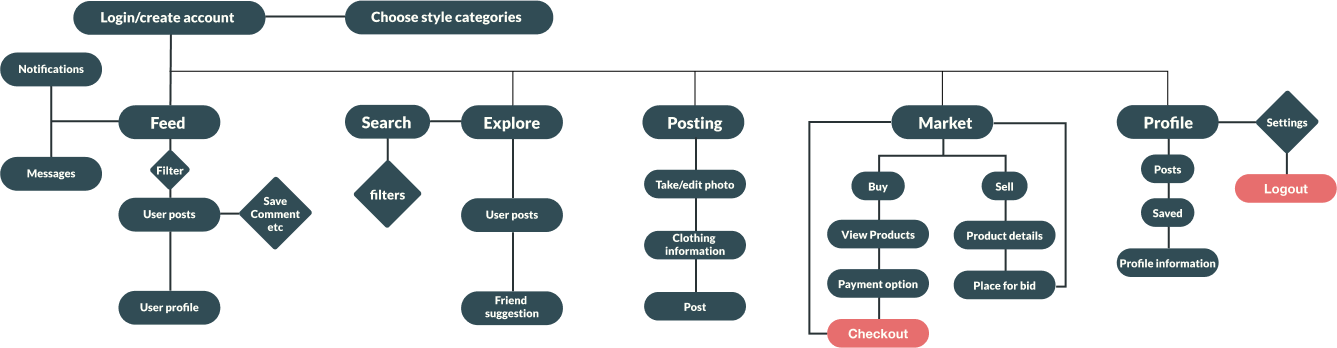 Login/create account
Choose style categories
Notifications
Feed
Search
Explore
Posting
Market
Profile
Settings
Messages
Filter
filters
Take/edit photo
Buy
Sell
Posts
Logout
User posts
Save
Comment
etc
User posts
Clothing
information
View Products
Product details
Saved
Profile information
User profile
Friend
suggestion
Post
Payment option
Place for bid
Checkout